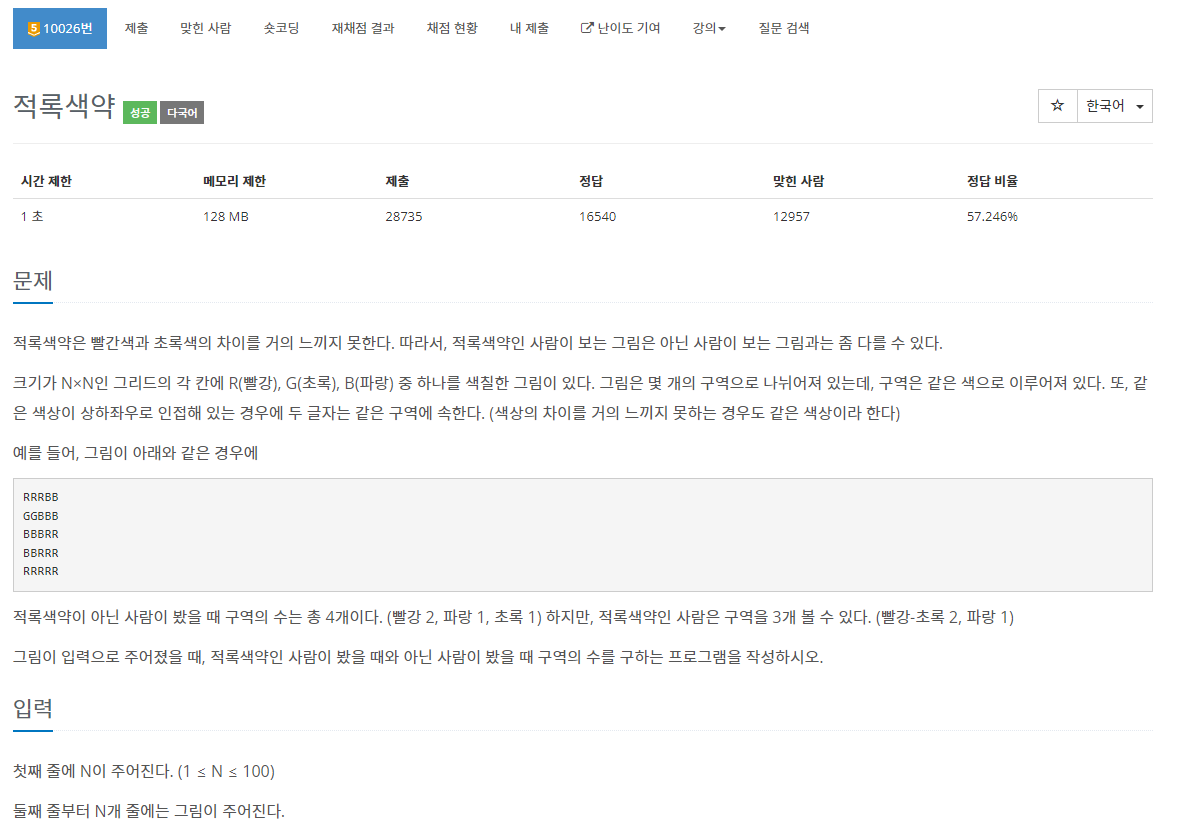 5 10026번 제출 맞힌 사람 숏코딩 재채점 결과 채점 현황 내 제출 난이도 기여 강의 질문 검색
적록색약 성공 다국어 한국어
시간 제한 메모리 제한 제출 정답 맞힌 사람 정답 비율
1 초 128 MB 28735 16540 12957 57.246%
문제
적록색약은 빨간색과 초록색의 차이를 거의 느끼지 못한다. 따라서, 적록색약인 사람이 보는 그림은 아닌 사람이 보는 그림과는 좀 다를 수 있다.
크기가 N×N인 그리드의 각 칸에 R(빨강), G(초록), B(파랑) 중 하나를 색칠한 그림이 있다. 그림은 몇 개의 구역으로 나뉘어져 있는데, 구역은 같은 색으로 이루어져 있다. 또, 같
은 색상이 상하좌우로 인접해 있는 경우에 두 글자는 같은 구역에 속한다. (색상의 차이를 거의 느끼지 못하는 경우도 같은 색상이라 한다)
예를 들어, 그림이 아래와 같은 경우에
RRRBB
GGBBB
BBBRR
BBRRR
RRRRR
적록색약이 아닌 사람이 봤을 때 구역의 수는 총 4개이다. (빨강 2, 파랑 1, 초록 1) 하지만, 적록색약인 사람은 구역을 3개 볼 수 있다. (빨강-초록 2, 파랑 1)
그림이 입력으로 주어졌을 때, 적록색약인 사람이 봤을 때와 아닌 사람이 봤을 때 구역의 수를 구하는 프로그램을 작성하시오.
입력
첫째 줄에 N이 주어진다. (1 ≤ N ≤ 100)
둘째 줄부터 N개 줄에는 그림이 주어진다.